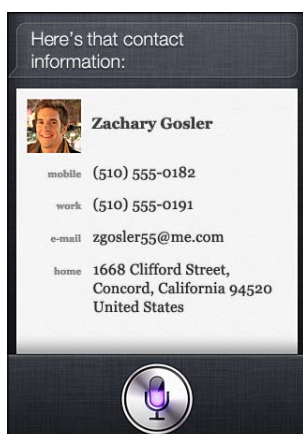 Here's that contact
information:
Zachary Gosler
mobile (510) 555-0182
work (510) 555-0191
e-mail zgosler55@me.com
home 1668 Clifford Street,
Concord, California 94520
United States